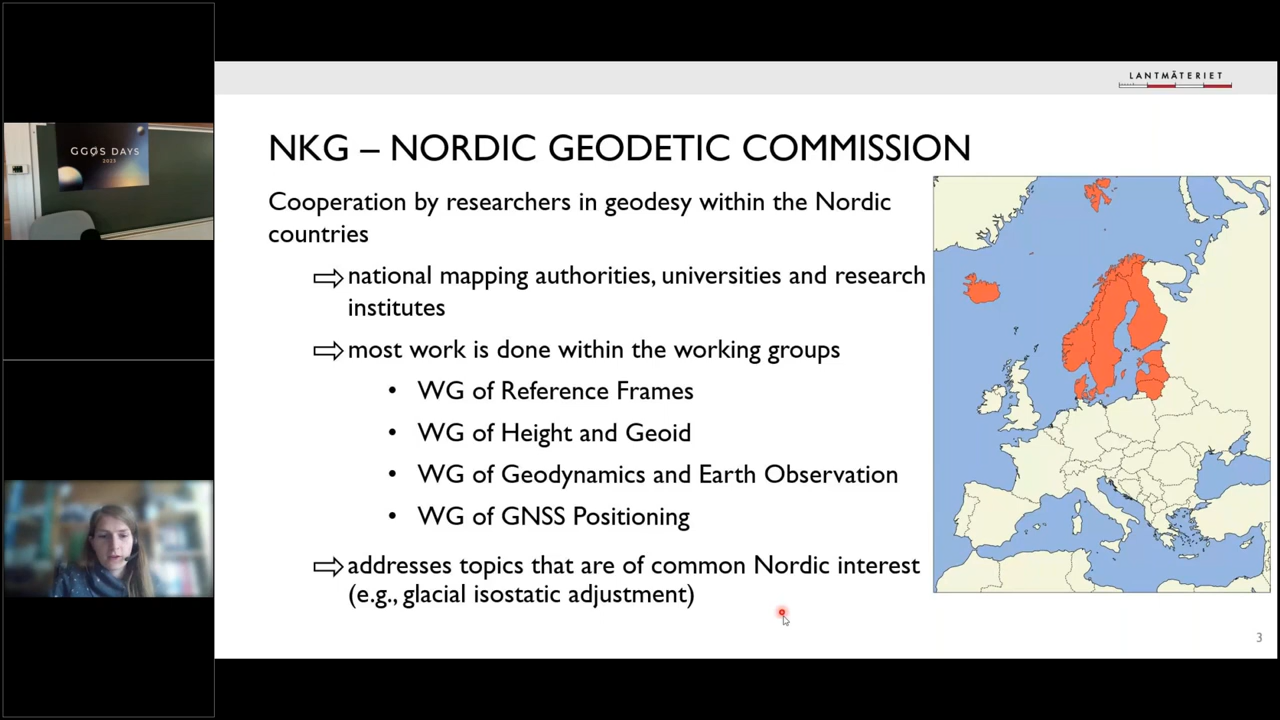 LANTMÄTERIET
GGOS DAYS
2023
NKG – NORDIC GEODETIC COMMISSION
Cooperation by researchers in geodesy within the Nordic
countries
⇨ national mapping authorities, universities and research
institutes
⇨ most work is done within the working groups
• WG of Reference Frames
• WG of Height and Geoid
• WG of Geodynamics and Earth Observation
• WG of GNSS Positioning
⇨ addresses topics that are of common Nordic interest
(e.g., glacial isostatic adjustment)
3